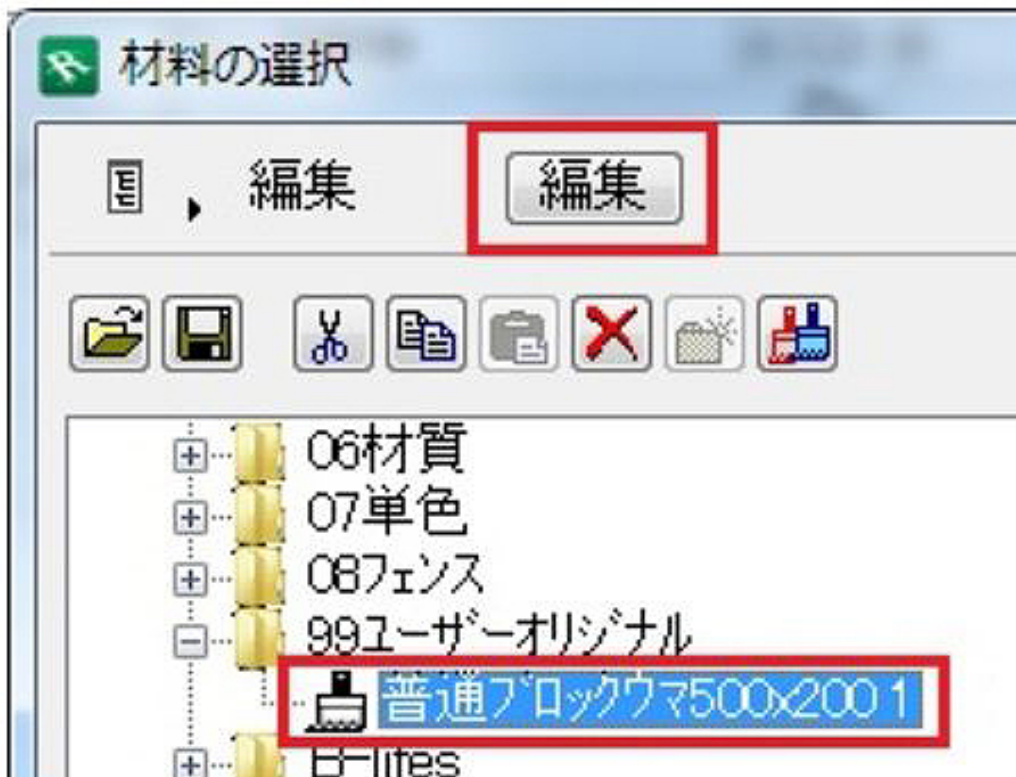 材料の選択
編集 編集
06材質
07単色
08フェンス
99ユーザーオリジナル
普通ブロックウマ500x200 1